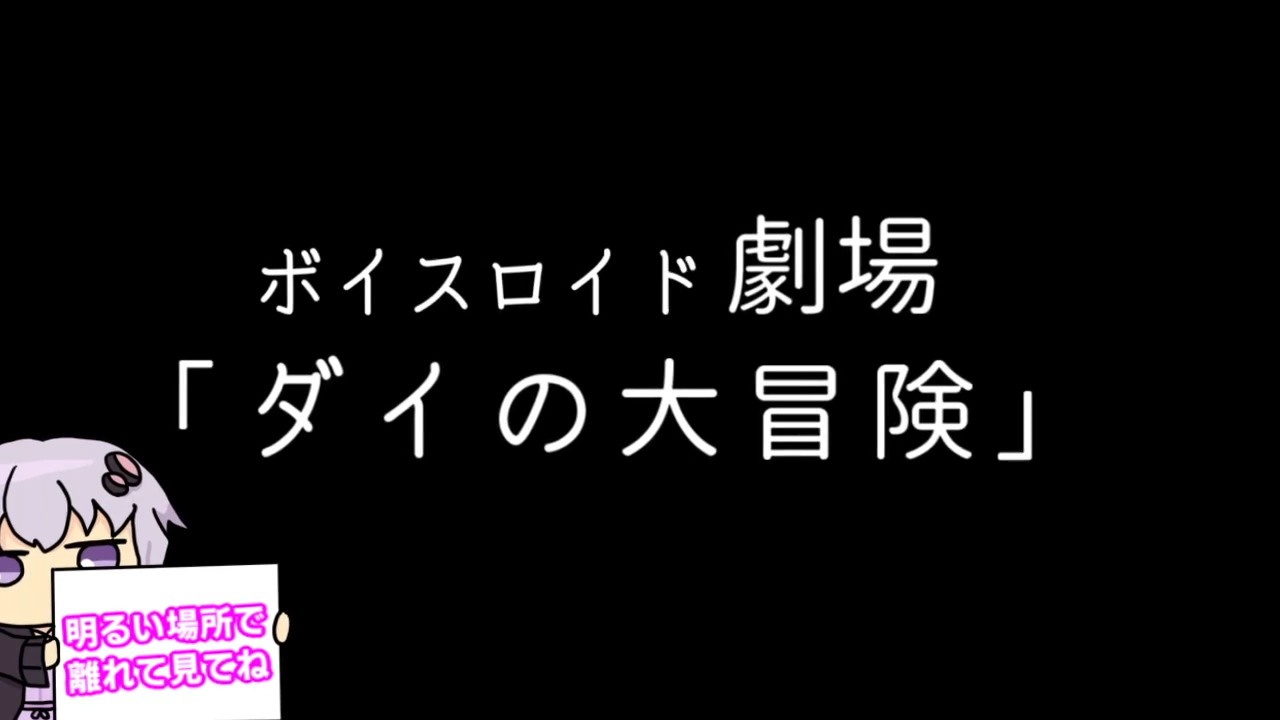 ボイスロイド劇場
「ダイの大冒険」
明るい場所で
離れて見てね